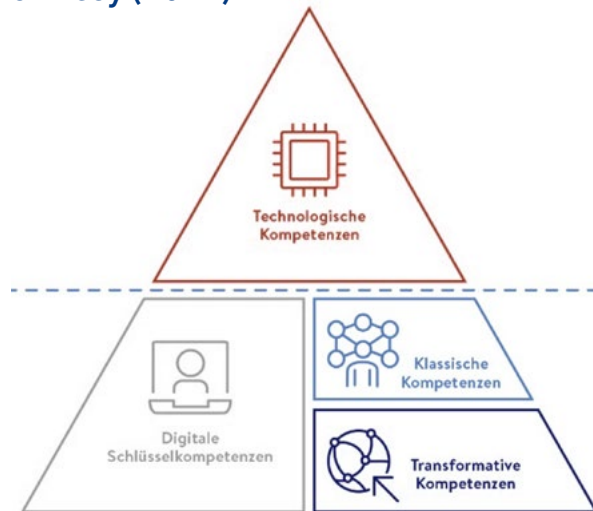 Technologische
Kompetenzen
Klassische
Kompetenzen
Digitale
Schlüsselkompetenzen
Transformative
Kompetenzen